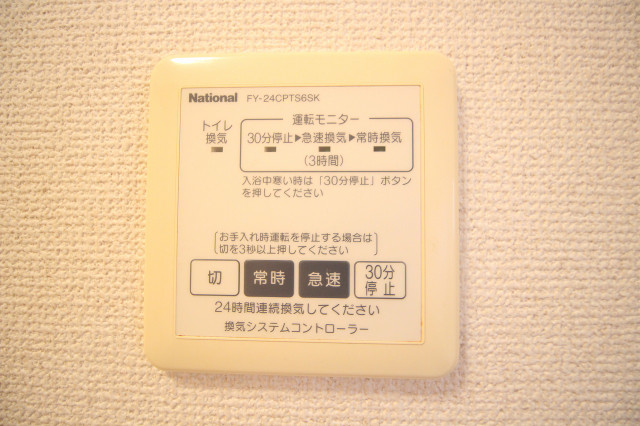 National FY-24CPTS6SK
運転モニター
トイレ
換気
30分停止▶急速換気▶常時換気
(3時間)
入浴中寒い時は「30分停止」ボタン
を押してください
お手入れ時運転を停止する場合は
切を3秒以上押してください
切 常時 急速 30分
停止
24時間連続換気してください
換気システムコントローラー